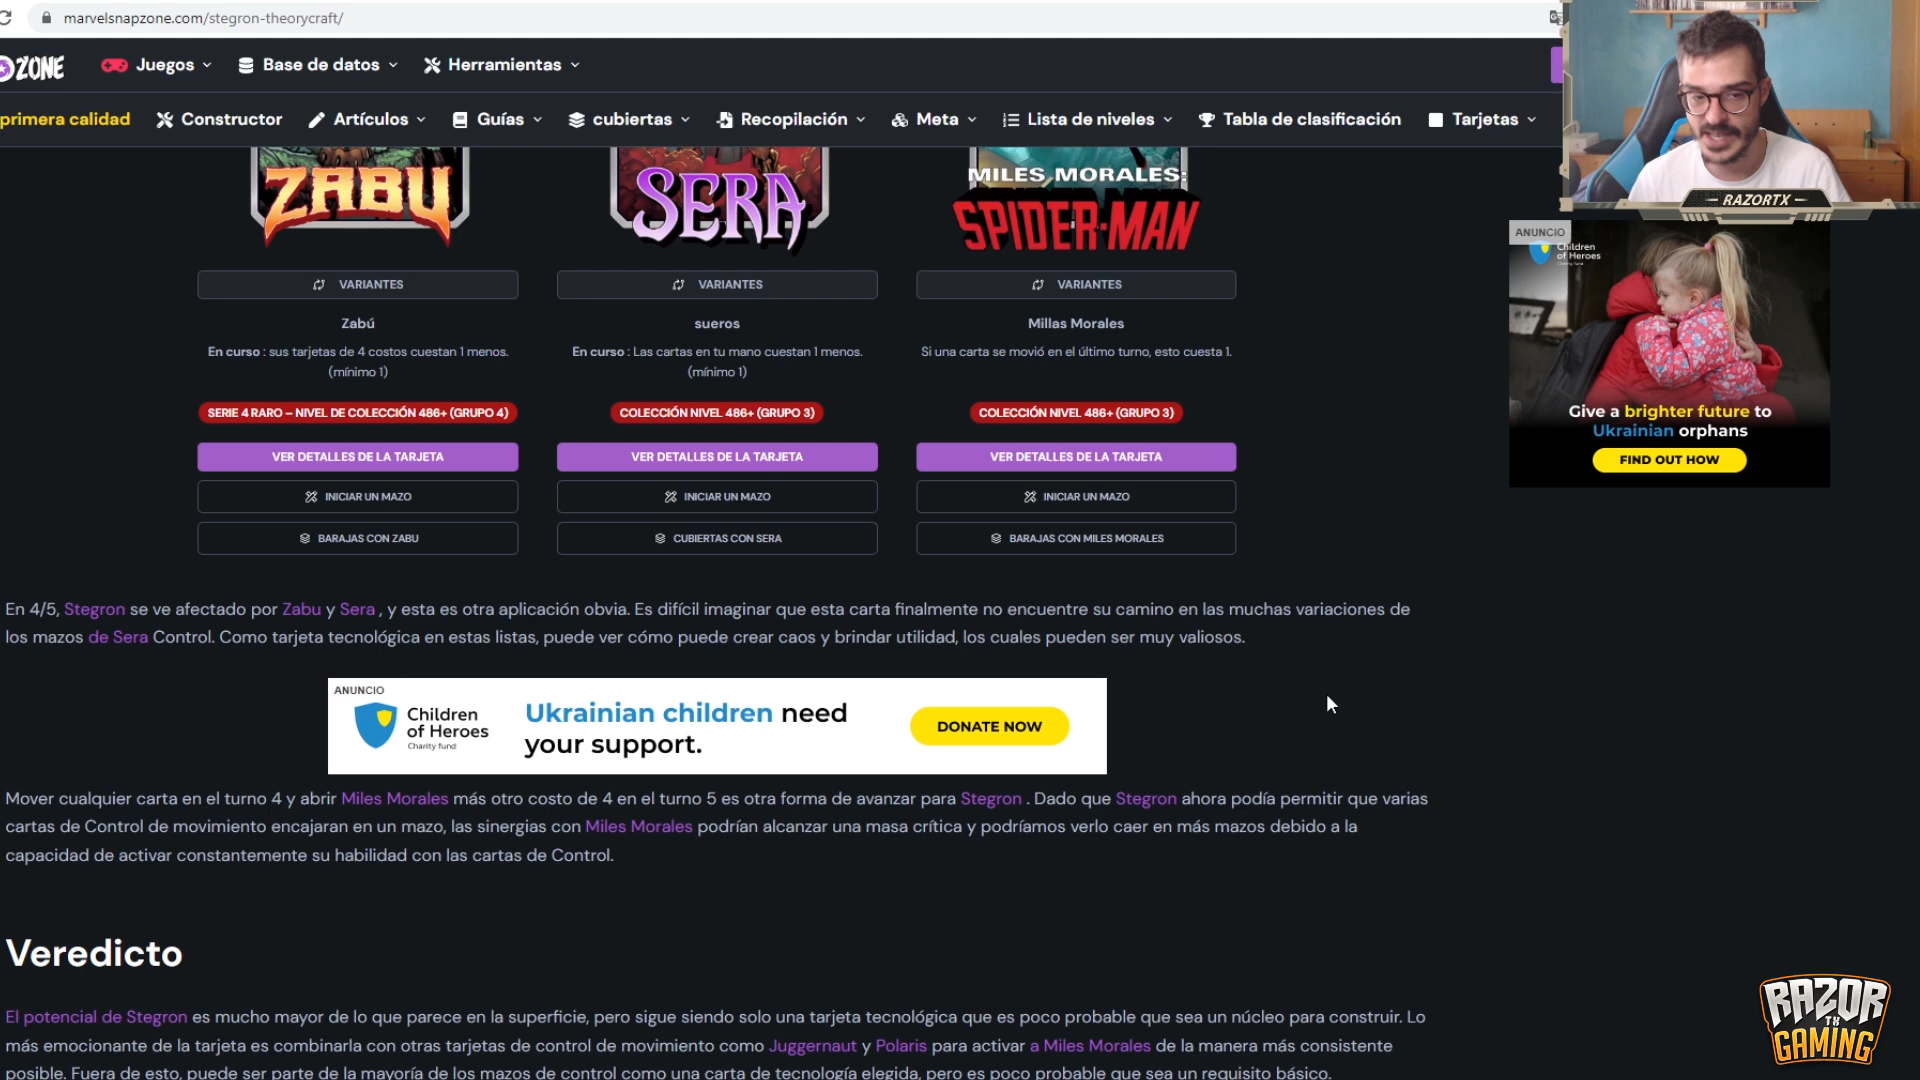 marvelsnapzone.com/stegron-theorycraft/
ZONE
Juegos
Base de datos
Herramientas
primera calidad
Constructor
Artículos
Guías
cubiertas
Recopilación
Meta
Lista de niveles
Tabla de clasificación
Tarjetas
RAZORTX
ZABU
SERA
MILES MORALES:
SPIDER-MAN
VARIANTES
VARIANTES
VARIANTES
Zabú
sueros
Millas Morales
En curso : sus tarjetas de 4 costos cuestan 1 menos.
(mínimo 1)
En curso : Las cartas en tu mano cuestan 1 menos.
(mínimo 1)
Si una carta se movió en el último turno, esto cuesta 1.
SERIE 4 RARO – NIVEL DE COLECCIÓN 486+ (GRUPO 4)
COLECCIÓN NIVEL 486+ (GRUPO 3)
COLECCIÓN NIVEL 486+ (GRUPO 3)
VER DETALLES DE LA TARJETA
VER DETALLES DE LA TARJETA
VER DETALLES DE LA TARJETA
INICIAR UN MAZO
INICIAR UN MAZO
INICIAR UN MAZO
BARAJAS CON ZABU
CUBIERTAS CON SERA
BARAJAS CON MILES MORALES
ANUNCIO
Children
of Heroes
Charity fund
Give a brighter future to
Ukrainian orphans
FIND OUT HOW
En 4/5, Stegron se ve afectado por Zabu y Sera , y esta es otra aplicación obvia. Es difícil imaginar que esta carta finalmente no encuentre su camino en las muchas variaciones de
los mazos de Sera Control. Como tarjeta tecnológica en estas listas, puede ver cómo puede crear caos y brindar utilidad, los cuales pueden ser muy valiosos.
ANUNCIO
Children
of Heroes
Charity fund
Ukrainian children need
your support.
DONATE NOW
Mover cualquier carta en el turno 4 y abrir Miles Morales más otro costo de 4 en el turno 5 es otra forma de avanzar para Stegron . Dado que Stegron ahora podía permitir que varias
cartas de Control de movimiento encajaran en un mazo, las sinergias con Miles Morales podrían alcanzar una masa crítica y podríamos verlo caer en más mazos debido a la
capacidad de activar constantemente su habilidad con las cartas de Control.
Veredicto
El potencial de Stegron es mucho mayor de lo que parece en la superficie, pero sigue siendo solo una tarjeta tecnológica que es poco probable que sea un núcleo para construir. Lo
más emocionante de la tarjeta es combinarla con otras tarjetas de control de movimiento como Juggernaut y Polaris para activar a Miles Morales de la manera más consistente
posible. Fuera de esto, puede ser parte de la mayoría de los mazos de control como una carta de tecnología elegida, pero es poco probable que sea un requisito básico.
RAZOR
TX
GAMING